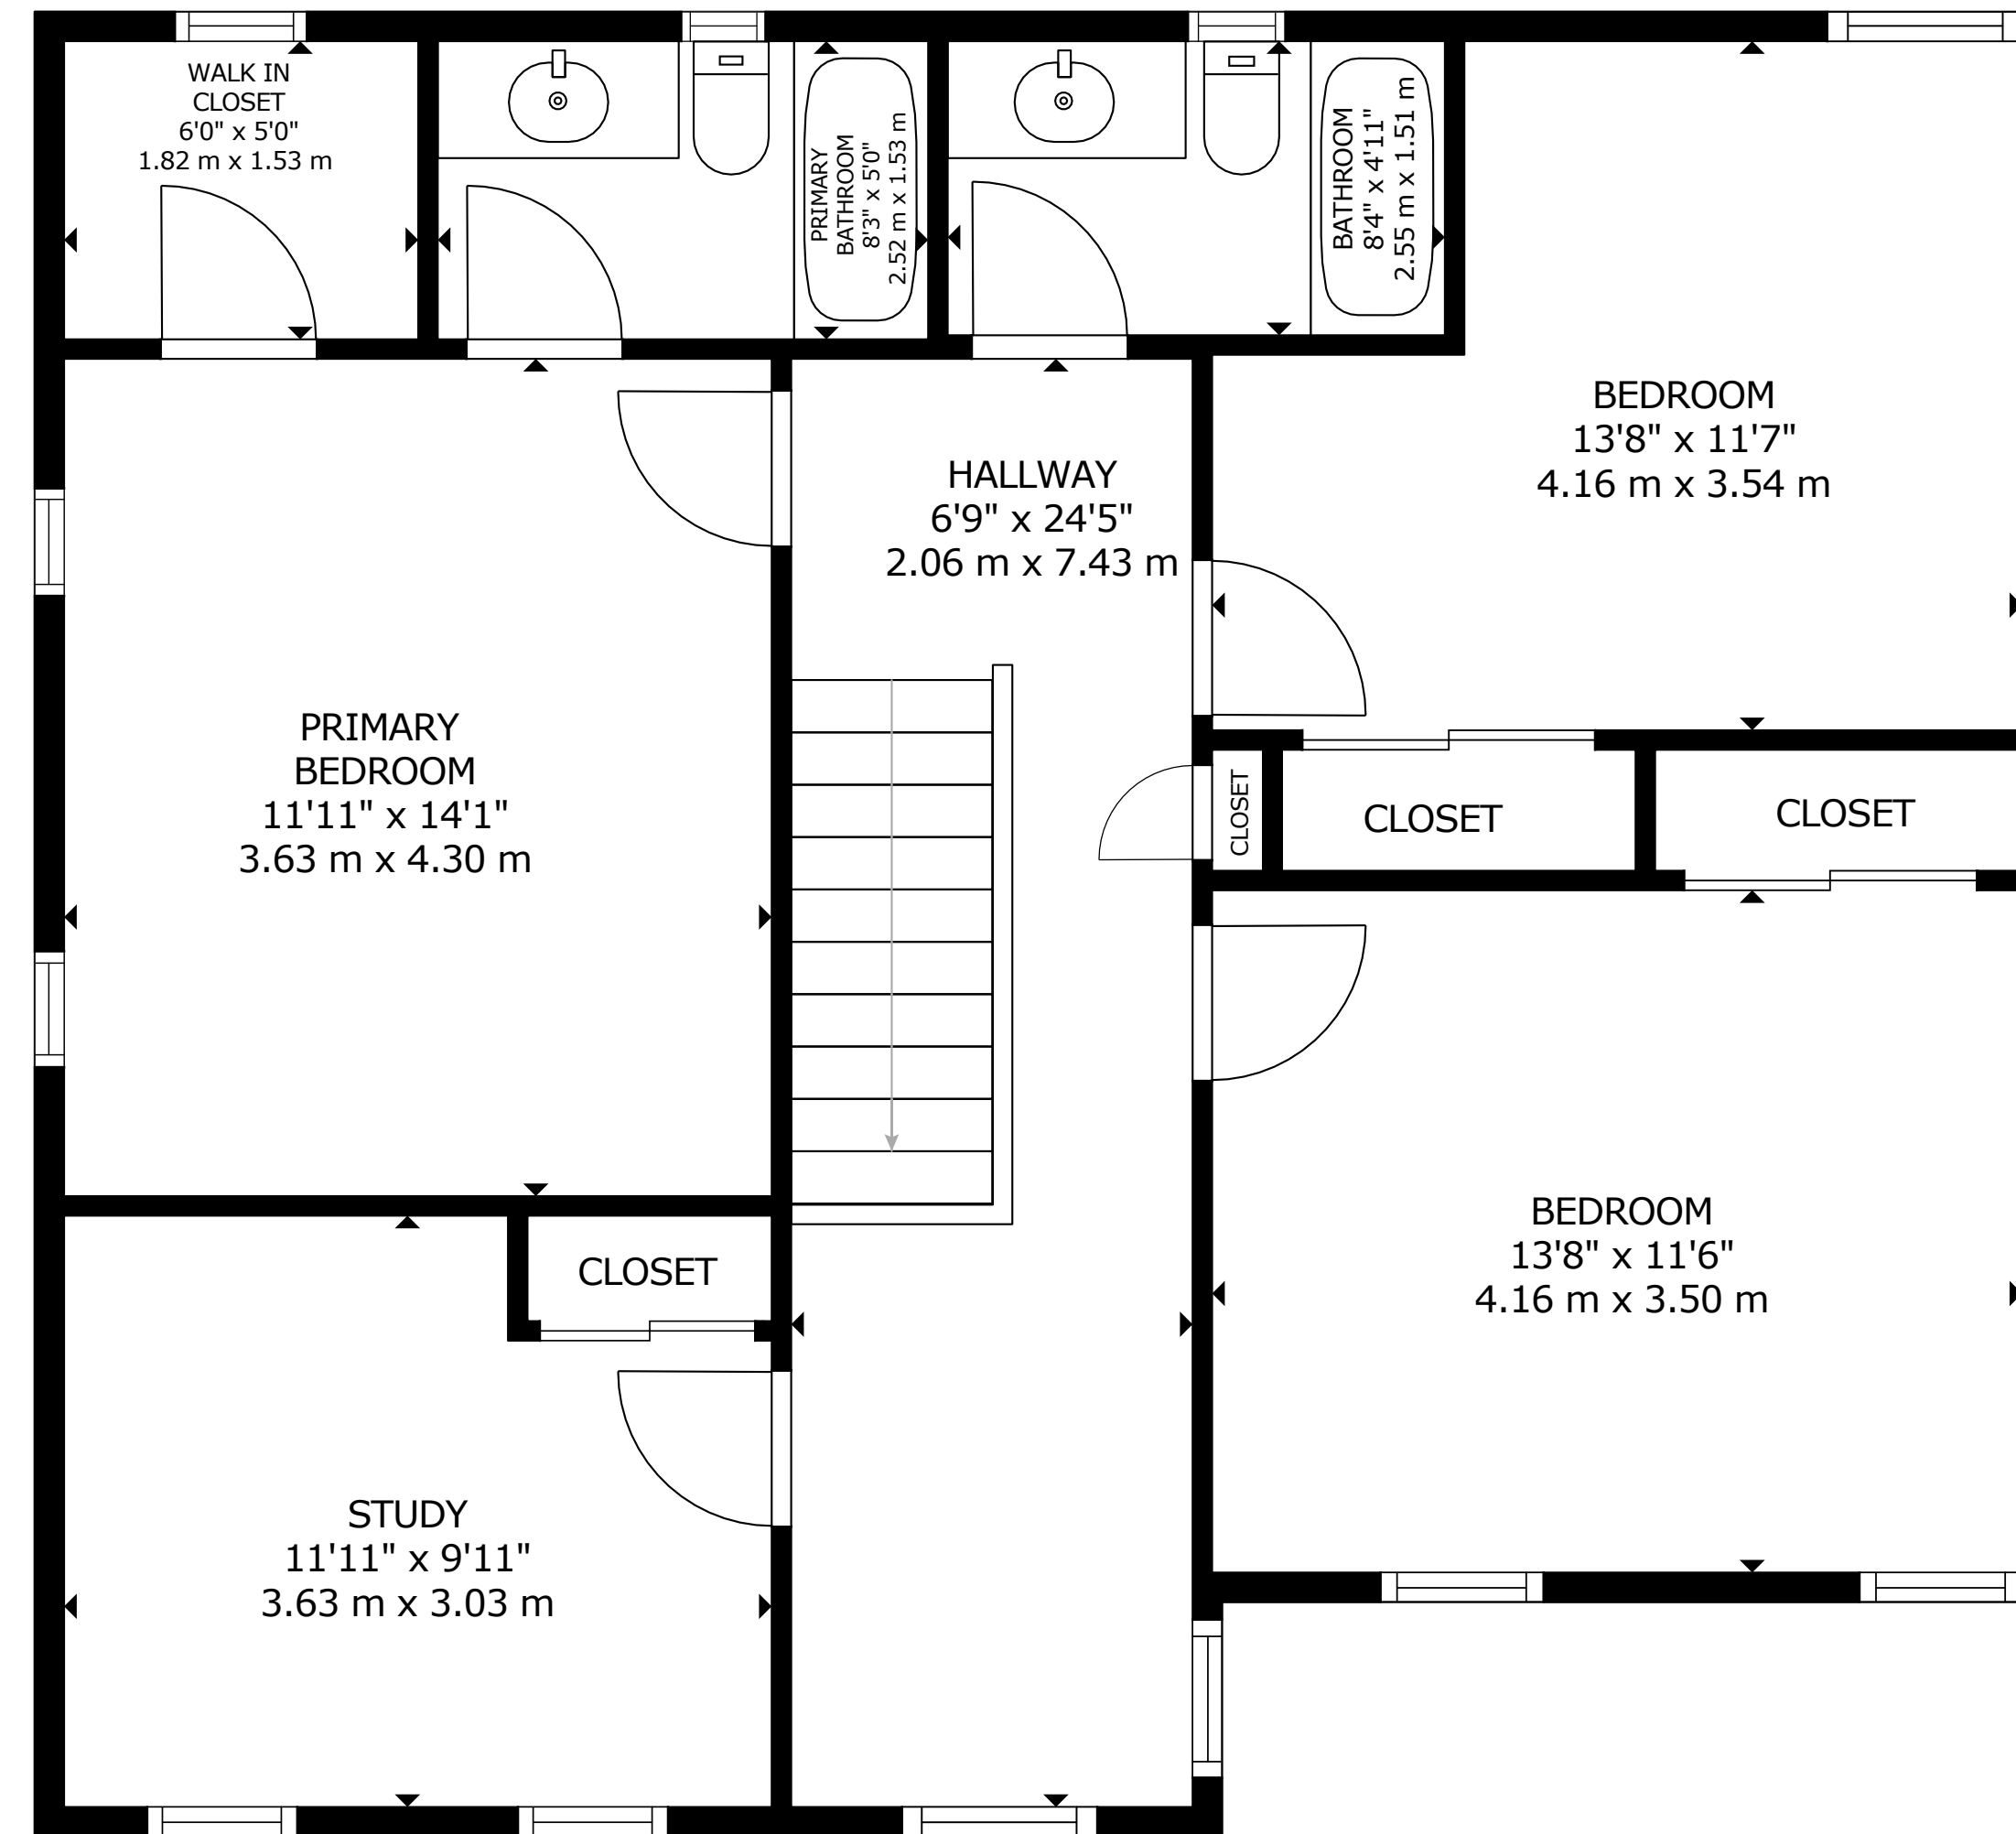 WALK IN
CLOSET
6'0" x 5'0"
1.82 m x 1.53 m
PRIMARY
BATHROOM
8'3" x 5'0"
2.52 m x 1.53 m
BATHROOM
8'4" x 4'11"
2.55 m x 1.51 m
BEDROOM
13'8" x 11'7"
4.16 m x 3.54 m
HALLWAY
6'9" x 24'5"
2.06 m x 7.43 m
PRIMARY
BEDROOM
11'11" x 14'1"
3.63 m x 4.30 m
CLOSET
CLOSET
CLOSET
BEDROOM
13'8" x 11'6"
4.16 m x 3.50 m
CLOSET
STUDY
11'11" x 9'11"
3.63 m x 3.03 m